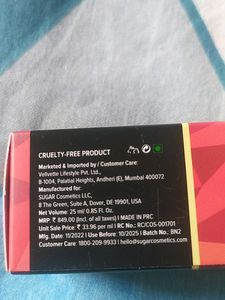 CRUELTY-FREE PRODUCT
Marketed & Imported by / Customer Care:
Vellvette Lifestyle Pvt. Ltd.,
B-1004, Palatial Heights, Andheri (E), Mumbai 400072
Manufactured for:
SUGAR Cosmetics LLC.,
8 The Green, Suite A, Dover, DE 19901, USA
Net Volume: 25 ml/0.85 Fl. Oz.
MRP ₹ 849.00 (Incl. of all taxes) | MADE IN PRC
Unit Sale Price: ₹ 33.96 per ml | RC No.: RC/COS-001701
Mfg.: 11/2022 | Use Before: 10/2025 | Batch No.: BN2
Customer Care: 1800-209-9933 | hello@sugarcosmetics.com